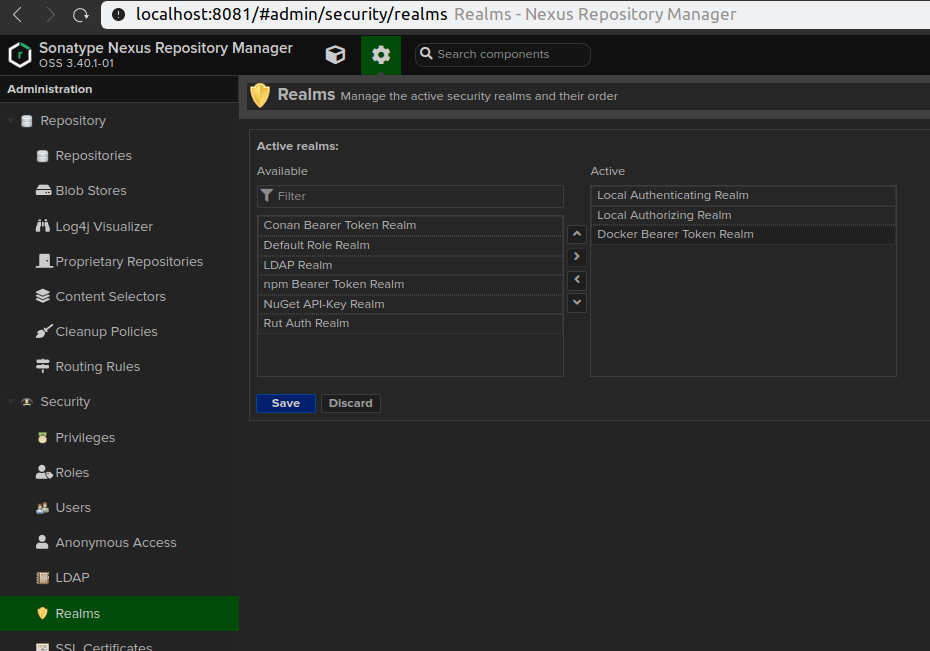 localhost:8081/#admin/security/realms Realms - Nexus Repository Manager
Sonatype Nexus Repository Manager
OSS 3.40.1-01
Search components
Administration
Repository
Repositories
Blob Stores
Log4j Visualizer
Proprietary Repositories
Content Selectors
Cleanup Policies
Routing Rules
Security
Privileges
Roles
Users
Anonymous Access
LDAP
Realms
SSL Certificates
Realms Manage the active security realms and their order
Active realms:
Available
Filter
Conan Bearer Token Realm
Default Role Realm
LDAP Realm
npm Bearer Token Realm
NuGet API-Key Realm
Rut Auth Realm
Active
Local Authenticating Realm
Local Authorizing Realm
Docker Bearer Token Realm
Save Discard